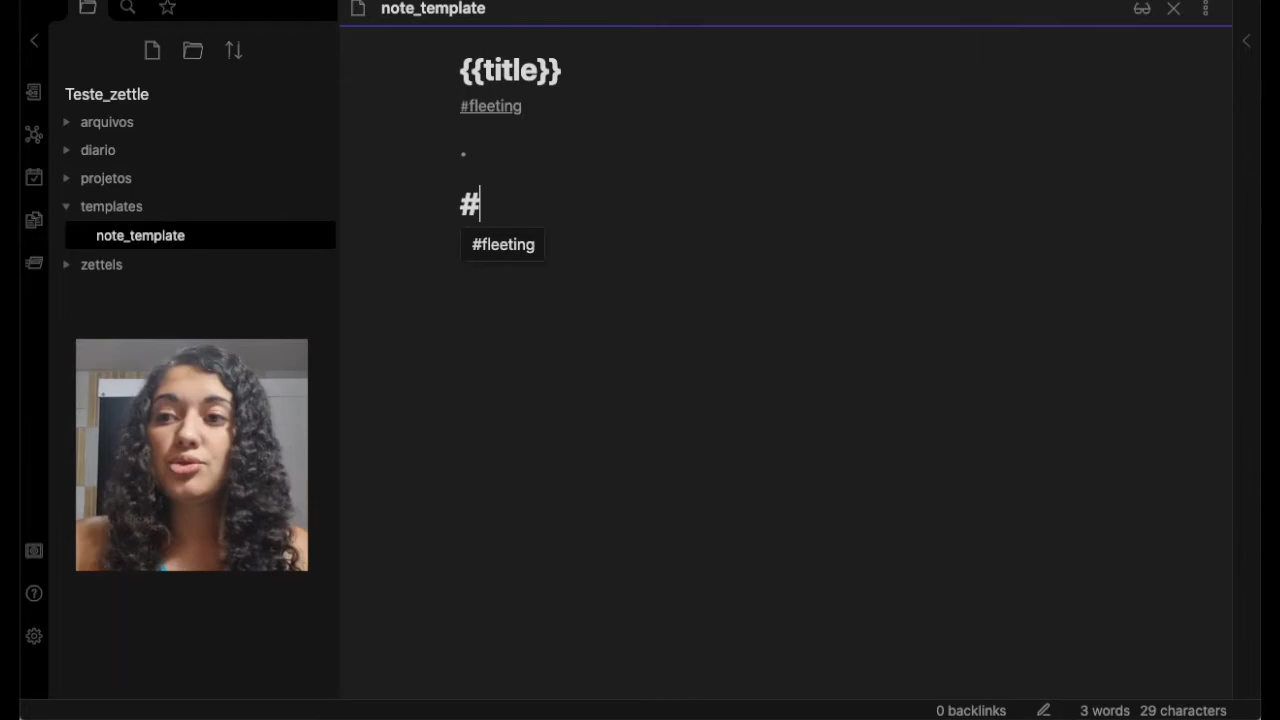 note_template
{{title}}
#fleeting
#
#fleeting
Teste_zettle
arquivos
diario
projetos
templates
note_template
zettels
0 backlinks 3 words 29 characters